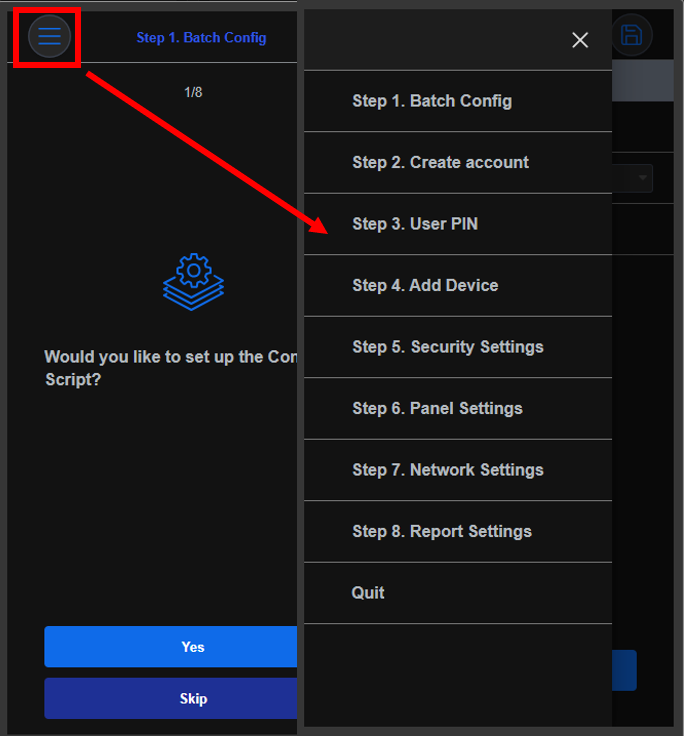 Step 1. Batch Config
1/8
Would you like to set up the Con
Script?
Yes
Skip
Step 1. Batch Config
Step 2. Create account
Step 3. User PIN
Step 4. Add Device
Step 5. Security Settings
Step 6. Panel Settings
Step 7. Network Settings
Step 8. Report Settings
Quit